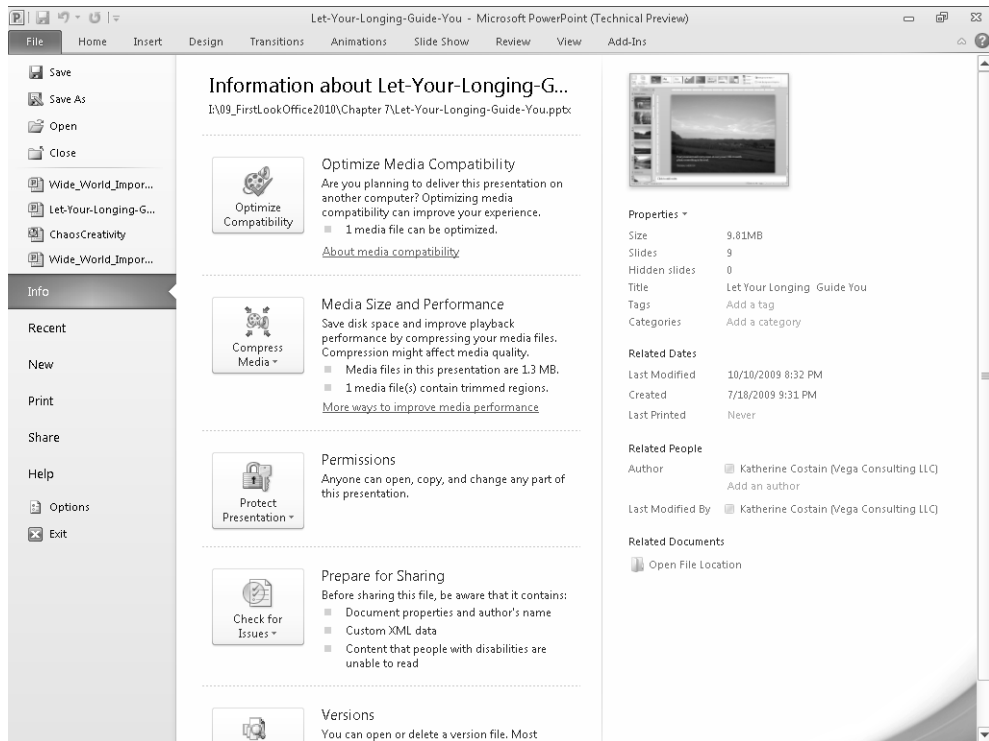 Let-Your-Longing-Guide-You - Microsoft PowerPoint (Technical Preview)
File Home Insert Design Transitions Animations Slide Show Review View Add-Ins
Save
Save As
Open
Close
Wide_World_Impor...
Let-Your-Longing-G...
ChaosCreativity
Wide_World_Impor...
Info
Recent
New
Print
Share
Help
Options
Exit
Information about Let-Your-Longing-G...
I:\09_FirstLookOffice2010\Chapter 7\Let-Your-Longing-Guide-You.pptx
Optimize
Compatibility
Optimize Media Compatibility
Are you planning to deliver this presentation on
another computer? Optimizing media
compatibility can improve your experience.
1 media file can be optimized.
About media compatibility
Compress
Media
Media Size and Performance
Save disk space and improve playback
performance by compressing your media files.
Compression might affect media quality.
Media files in this presentation are 1.3 MB.
1 media file(s) contain trimmed regions.
More ways to improve media performance
Protect
Presentation
Permissions
Anyone can open, copy, and change any part of
this presentation.
Check for
Issues
Prepare for Sharing
Before sharing this file, be aware that it contains:
Document properties and author's name
Custom XML data
Content that people with disabilities are
unable to read
Versions
You can open or delete a version file. Most
Properties
Size 9.81MB
Slides 9
Hidden slides 0
Title Let Your Longing Guide You
Tags Add a tag
Categories Add a category
Related Dates
Last Modified 10/10/2009 8:32 PM
Created 7/18/2009 9:31 PM
Last Printed Never
Related People
Author Katherine Costain (Vega Consulting LLC)
Add an author
Last Modified By Katherine Costain (Vega Consulting LLC)
Related Documents
Open File Location